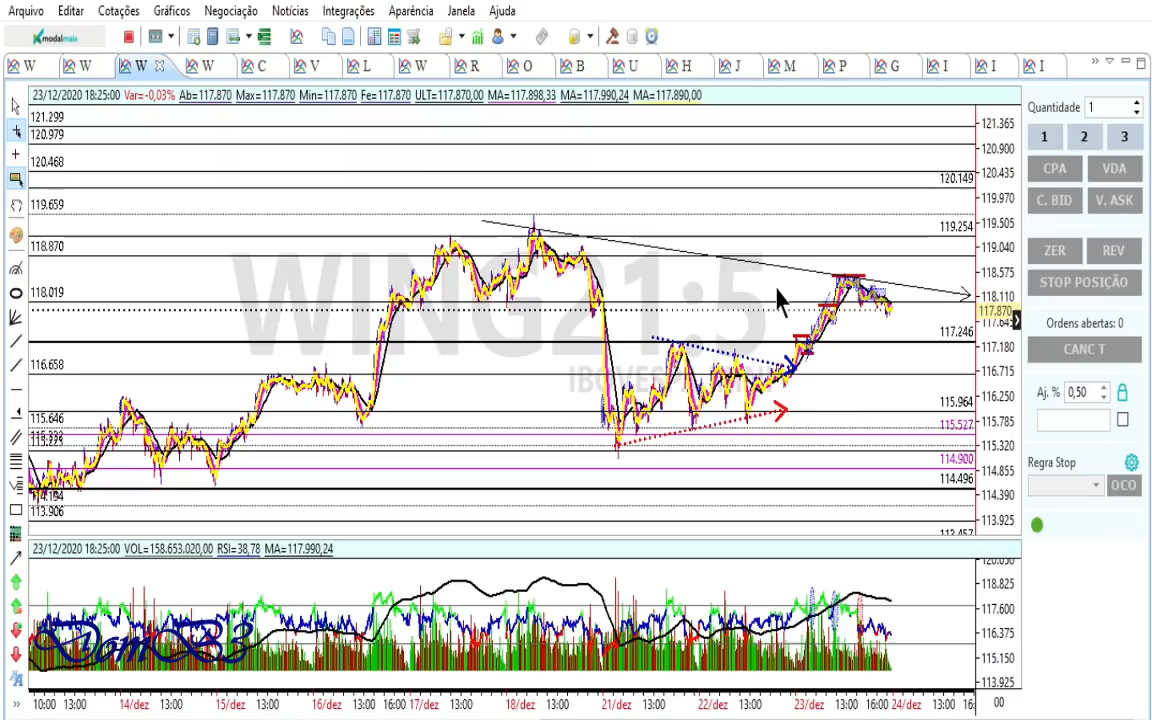 Arquivo Editar Cotações Gráficos Negociação Notícias Integrações Aparência Janela Ajuda
modalmais
W W W W C V L W R O B U H J M P G I I I
23/12/2020 18:25:00 Var=-0,03% Ab=117.870 Max=117.870 Min=117.870 Fe=117.870 ULT=117.870,00 MA=117.898,33 MA=117.990,24 MA=117.890,00
Quantidade 1
1 2 3
CPA VDA
C. BID V. ASK
ZER REV
STOP POSIÇÃO
Ordens abertas: 0
CANC T
Aj. % 0,50
Regra Stop
OCO
121.299
120.979
120.468
119.659
118.870
118.019
116.658
115.646
114.194
113.906
120.149
119.254
117.246
115.964
115.527
114.900
114.496
113.457
WING21:5
121.365
120.900
120.435
119.970
119.505
119.040
118.575
118.110
117.870
117.645
117.180
116.715
116.250
115.785
115.320
114.855
114.390
113.925
23/12/2020 18:25:00 VOL=158.653.020,00 RSI=38,78 MA=117.990,24
120.050
118.825
117.600
116.375
115.150
113.925
DomB3
10:00 13:00 14/dez 13:00 15/dez 13:00 16/dez 13:00 17/dez 13:00 18/dez 13:00 21/dez 13:00 22/dez 13:00 23/dez 13:00 16:00 24/dez 13:00 16: 00